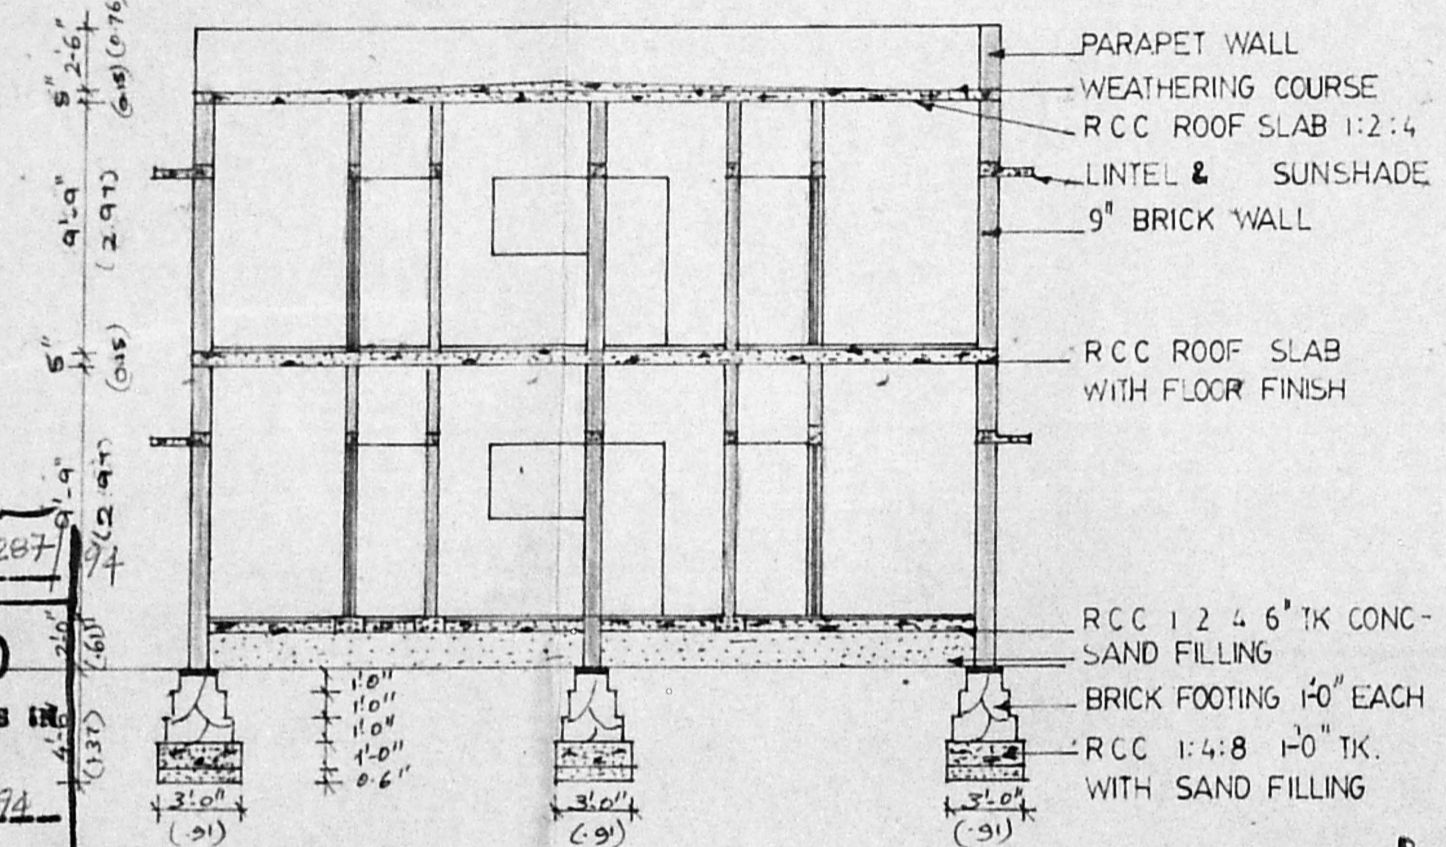 PARAPET WALL
WEATHERING COURSE
RCC ROOF SLAB 1:2:4
LINTEL & SUNSHADE
9" BRICK WALL
RCC ROOF SLAB
WITH FLOOR FINISH
RCC 1 2 4 6" TK CONC-
SAND FILLING
BRICK FOOTING 1'-0" EACH
RCC 1:4:8 1'-0" TK.
WITH SAND FILLING
2'-6"
(0.76)
5"
(0.15)
9'-9"
(2.97)
5"
(0.15)
9'-9"
(2.97)
287/94
2'-0"
(.61)
S IN
(1.37)
94
1'.0"
1'.0"
1'.0"
1'-0"
0.6"
3'-0"
(.91)
3'-0"
(.91)
3'-0"
(.91)